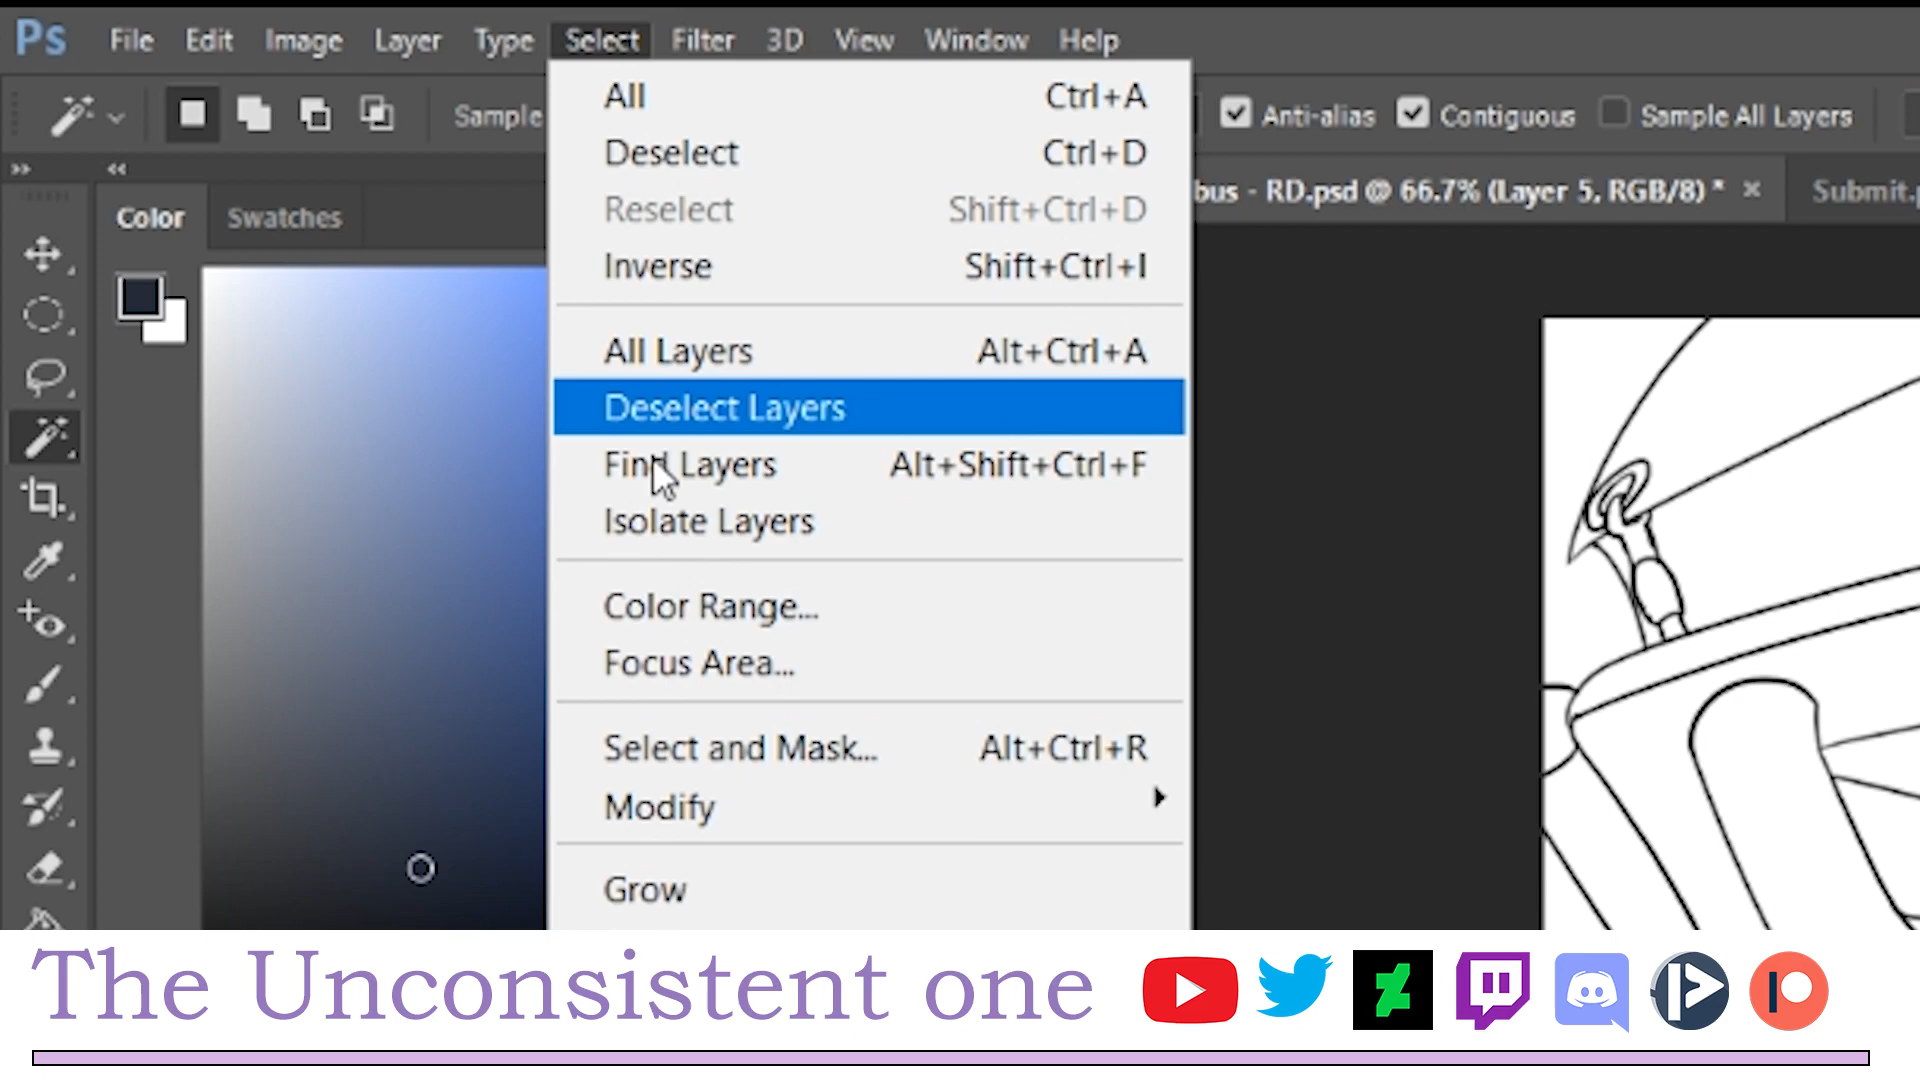 Ps File Edit Image Layer Type Select Filter 3D View Window Help
Sample
Anti-alias Contiguous Sample All Layers
Color Swatches
bus - RD.psd @ 66.7% (Layer 5, RGB/8) * × Submit.
All Ctrl+A
Deselect Ctrl+D
Reselect Shift+Ctrl+D
Inverse Shift+Ctrl+I
All Layers Alt+Ctrl+A
Deselect Layers
Find Layers Alt+Shift+Ctrl+F
Isolate Layers
Color Range...
Focus Area...
Select and Mask... Alt+Ctrl+R
Modify
Grow
The Unconsistent one